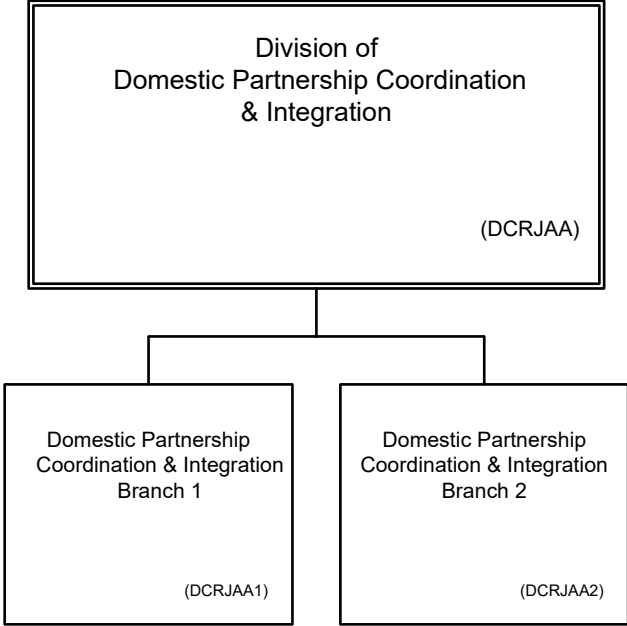 Division of
Domestic Partnership Coordination
& Integration
(DCRJAA)
Domestic Partnership
Coordination & Integration
Branch 1
(DCRJAA1)
Domestic Partnership
Coordination & Integration
Branch 2
(DCRJAA2)